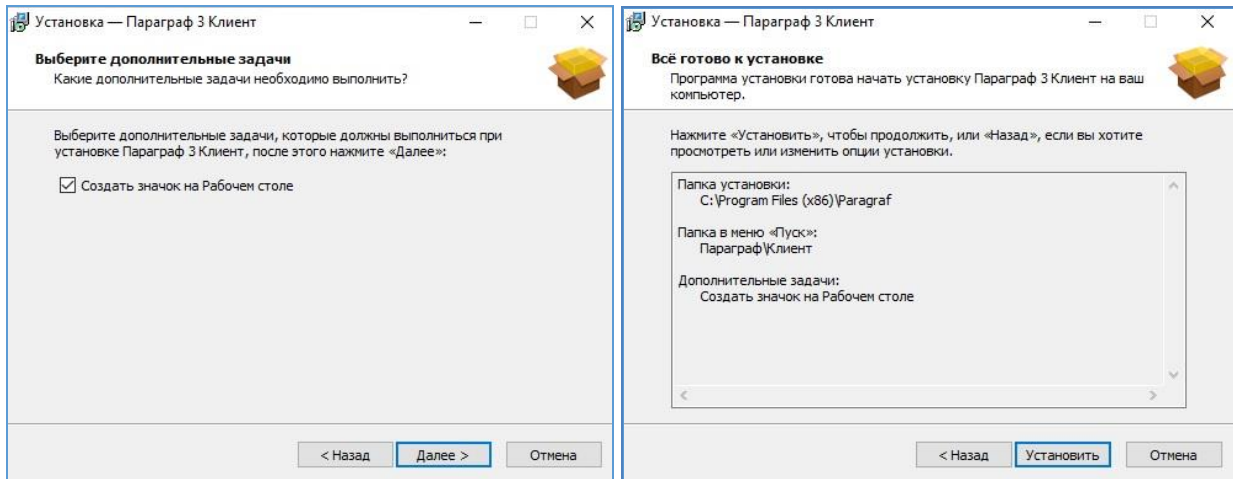 Установка — Параграф 3 Клиент
Выберите дополнительные задачи
Какие дополнительные задачи необходимо выполнить?
Выберите дополнительные задачи, которые должны выполниться при
установке Параграф 3 Клиент, после этого нажмите «Далее»:
Создать значок на Рабочем столе
< Назад
Далее >
Отмена
Установка — Параграф 3 Клиент
Всё готово к установке
Программа установки готова начать установку Параграф 3 Клиент на ваш
компьютер.
Нажмите «Установить», чтобы продолжить, или «Назад», если вы хотите
просмотреть или изменить опции установки.
Папка установки:
C:\Program Files (x86)\Paragraf
Папка в меню «Пуск»:
Параграф\Клиент
Дополнительные задачи:
Создать значок на Рабочем столе
< Назад
Установить
Отмена